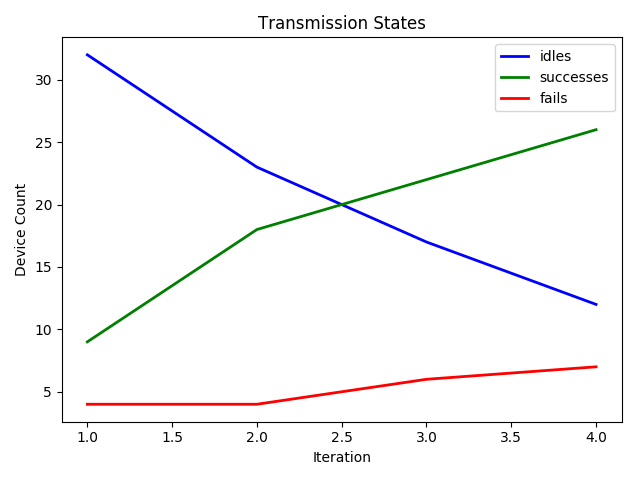 Transmission States
idles
successes
fails
Device Count
30
25
20
15
10
5
1.0 1.5 2.0 2.5 3.0 3.5 4.0
Iteration